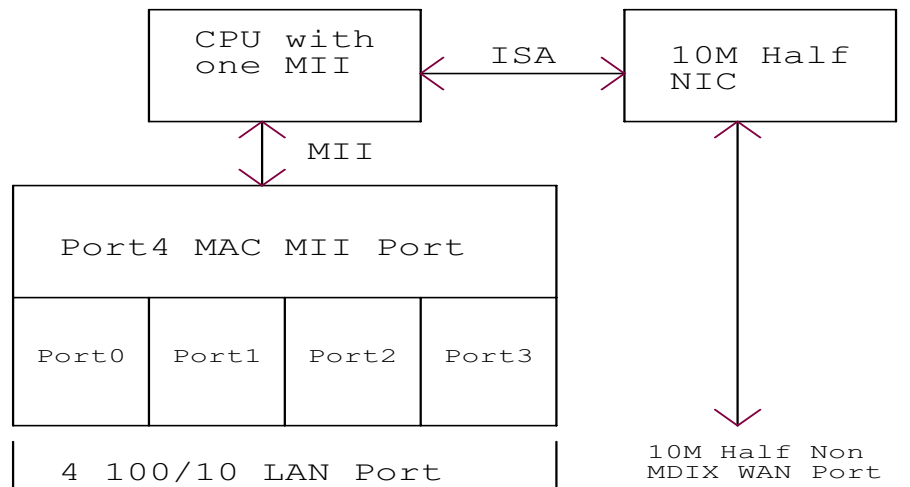 CPU with
one MII
ISA
10M Half
NIC
MII
Port4 MAC MII Port
Port0 Port1 Port2 Port3
4 100/10 LAN Port
10M Half Non
MDIX WAN Port